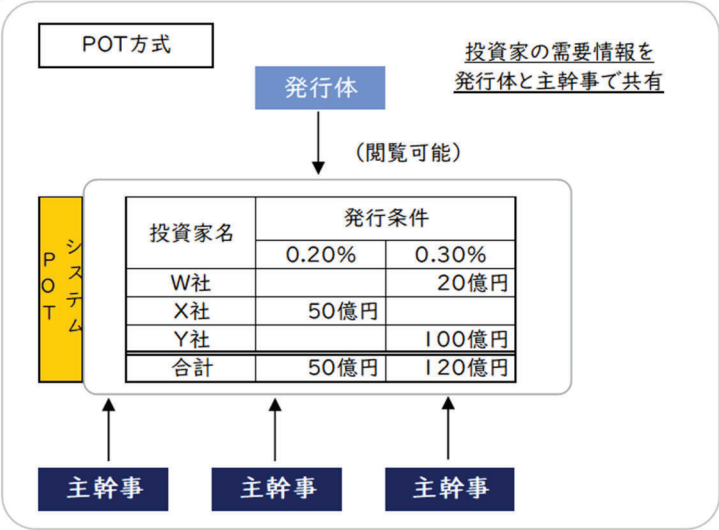 POT方式
投資家の需要情報を
発行体と主幹事で共有
発行体
(閲覧可能)
POT
システム
投資家名 発行条件
0.20% 0.30%
W社 20億円
X社 50億円
Y社 100億円
合計 50億円 120億円
主幹事 主幹事 主幹事